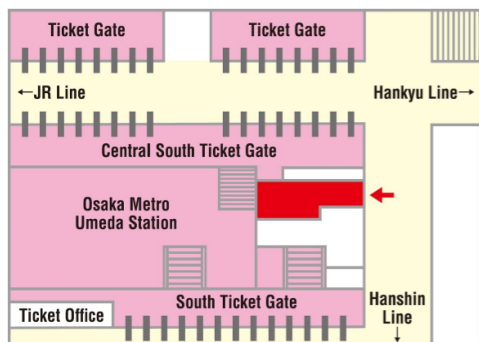 Ticket Gate
Ticket Gate
←JR Line
Hankyu Line→
Central South Ticket Gate
Osaka Metro
Umeda Station
South Ticket Gate
Ticket Office
Hanshin
Line
↓